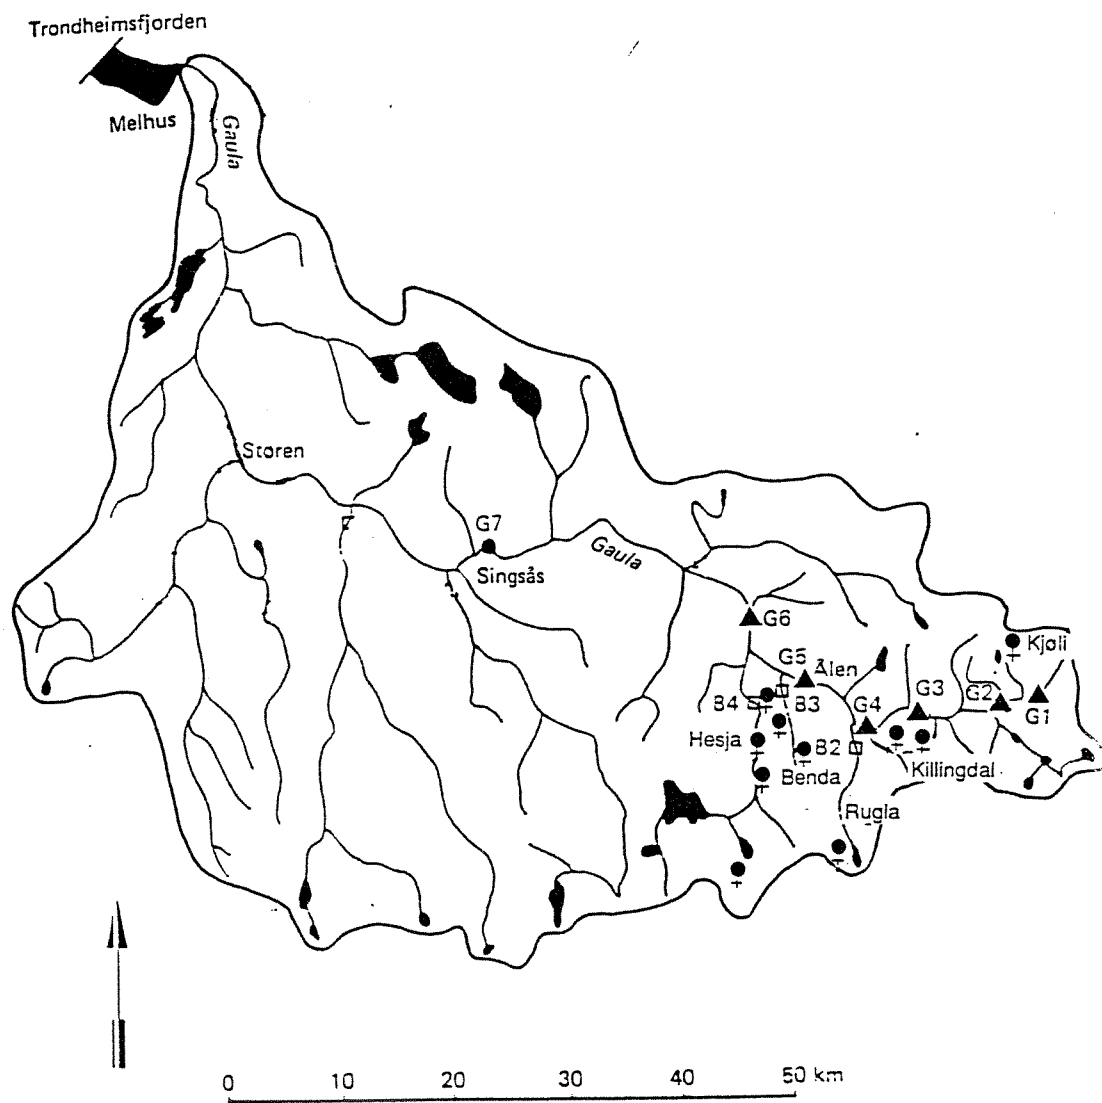 Trondheimsfjorden
Melhus
Gaula
Støren
G7
Gaula
Singsås
G6
Kjøli
G5
Ålen
G3
G2
G4
G1
B4
B3
Hesja
B2
Killingdal
Benda
Rugla
0 10 20 30 40 50 km